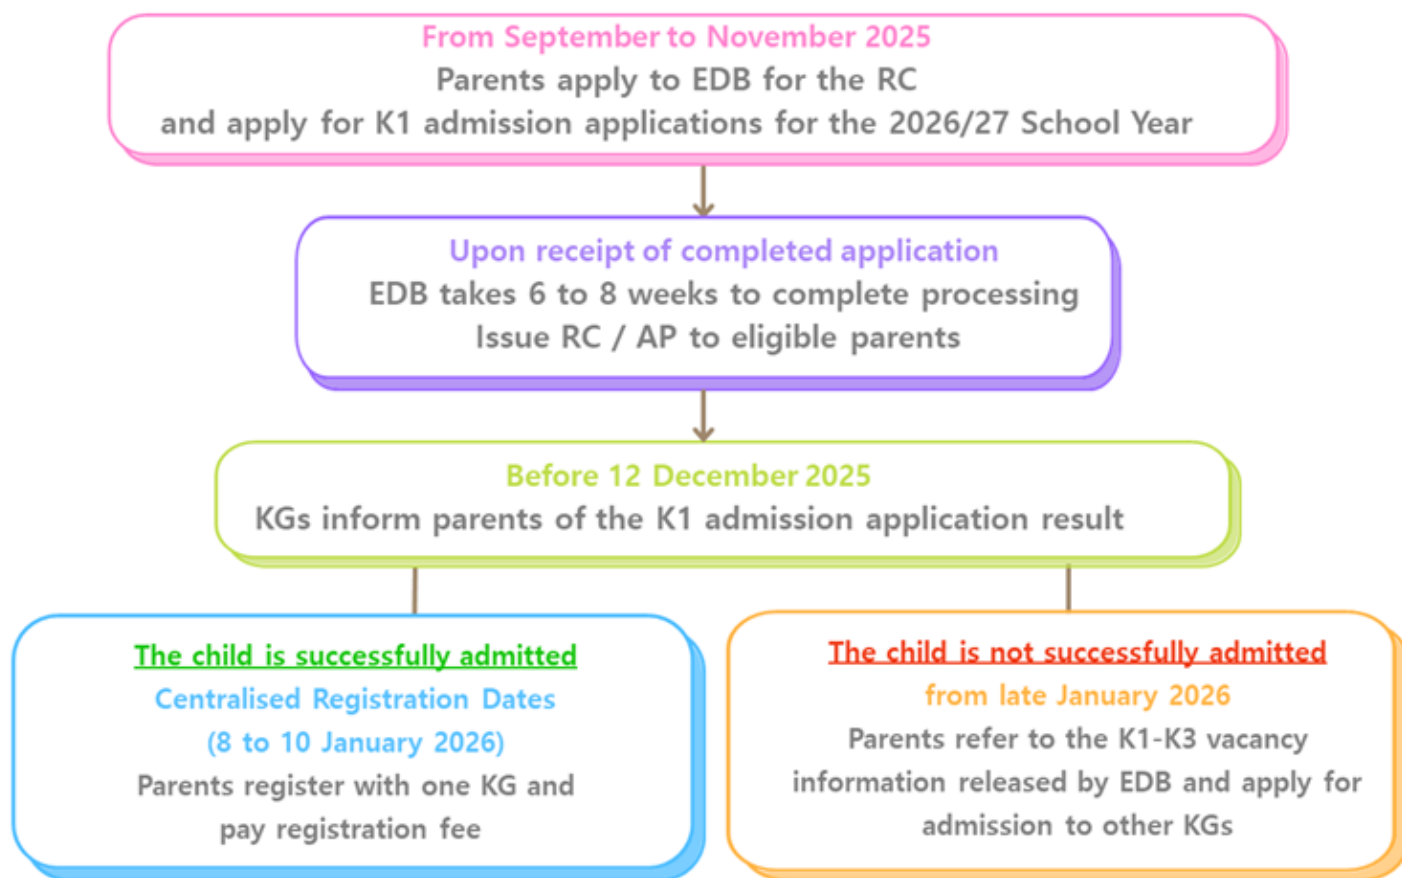 From September to November 2025
Parents apply to EDB for the RC
and apply for K1 admission applications for the 2026/27 School Year
Upon receipt of completed application
EDB takes 6 to 8 weeks to complete processing
Issue RC / AP to eligible parents
Before 12 December 2025
KGs inform parents of the K1 admission application result
The child is successfully admitted
Centralised Registration Dates
(8 to 10 January 2026)
Parents register with one KG and
pay registration fee
The child is not successfully admitted
from late January 2026
Parents refer to the K1-K3 vacancy
information released by EDB and apply for
admission to other KGs